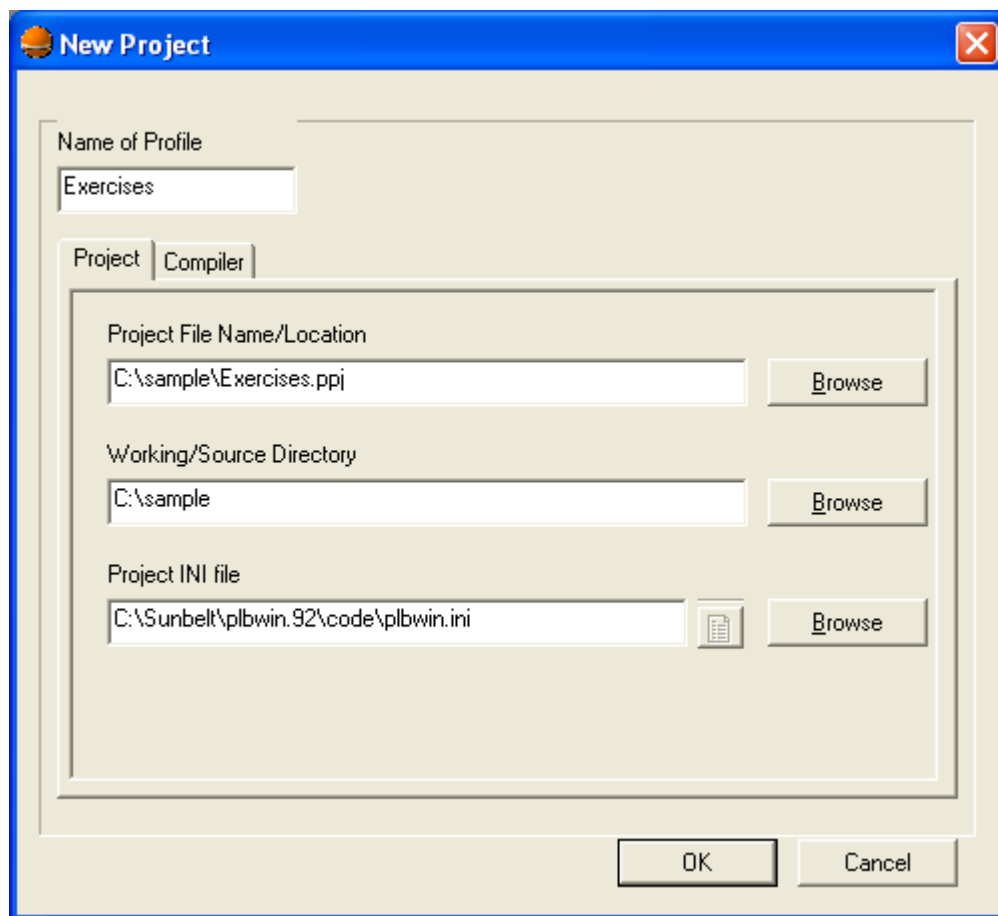 New Project
Name of Profile
Exercises
Project Compiler
Project File Name/Location
C:\sample\Exercises.ppj Browse
Working/Source Directory
C:\sample Browse
Project INI file
C:\Sunbelt\plbwin.92\code\plbwin.ini Browse
OK Cancel